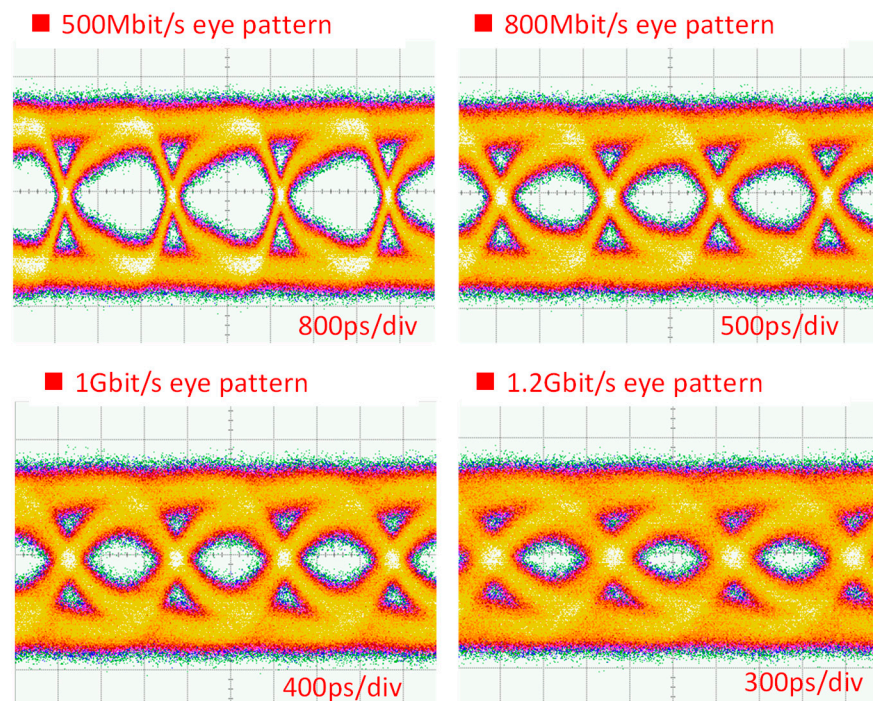 ■ 500Mbit/s eye pattern
■ 800Mbit/s eye pattern
800ps/div
500ps/div
■ 1Gbit/s eye pattern
■ 1.2Gbit/s eye pattern
400ps/div
300ps/div